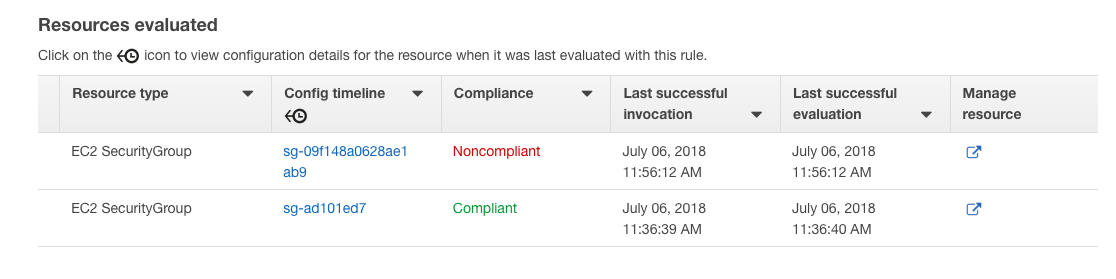 Resources evaluated
Click on the icon to view configuration details for the resource when it was last evaluated with this rule.
Resource type
Config timeline
Compliance
Last successful
invocation
Last successful
evaluation
Manage
resource
EC2 SecurityGroup
sg-09f148a0628ae1
ab9
Noncompliant
July 06, 2018
11:56:12 AM
July 06, 2018
11:56:12 AM
EC2 SecurityGroup
sg-ad101ed7
Compliant
July 06, 2018
11:36:39 AM
July 06, 2018
11:36:40 AM